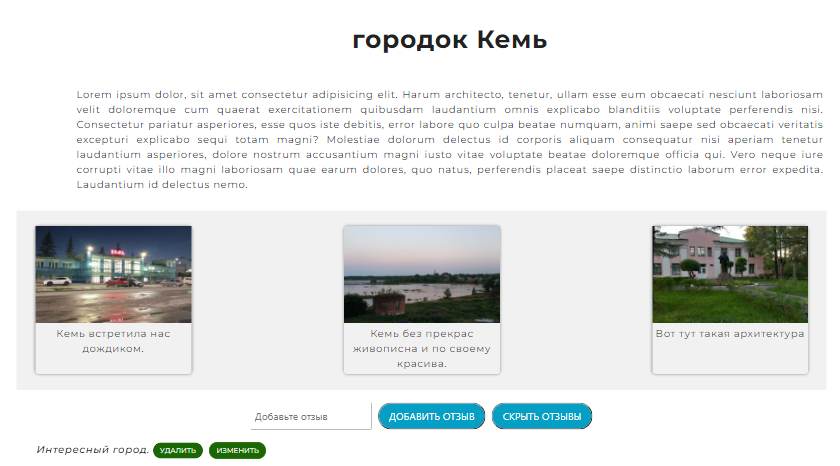 городок Кемь
Lorem ipsum dolor, sit amet consectetur adipisicing elit. Harum architecto, tenetur, ullam esse eum obcaecati nesciunt laboriosam
velit doloremque cum quaerat exercitationem quibusdam laudantium omnis explicabo blanditiis voluptate perferendis nisi.
Consectetur pariatur asperiores, esse quos iste debitis, error labore quo culpa beatae numquam, animi saepe sed obcaecati veritatis
excepturi explicabo sequi totam magni? Molestiae dolorum delectus id corporis aliquam consequatur nisi aperiam tenetur
laudantium asperiores, dolore nostrum accusantium magni iusto vitae voluptate beatae doloremque officia qui. Vero neque iure
corrupti vitae illo magni laboriosam quae earum dolores, quo natus, perferendis placeat saepe distinctio laborum error expedita.
Laudantium id delectus nemo.
Кемь встретила нас
дождиком.
Кемь без прекрас
живописна и по своему
красива.
Вот тут такая архитектура
Добавьте отзыв
ДОБАВИТЬ ОТЗЫВ
СКРЫТЬ ОТЗЫВЫ
Интересный город. УДАЛИТЬ ИЗМЕНИТЬ